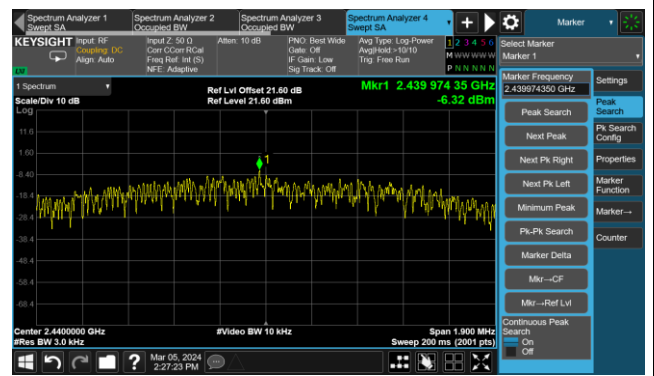 Spectrum Analyzer 1
Swept SA
Spectrum Analyzer 2
Occupied BW
Spectrum Analyzer 3
Occupied BW
Spectrum Analyzer 4
Swept SA
Marker
KEYSIGHT
Input: RF
Coupling: DC
Align: Auto
Input Z: 50 Ω
Corr CCorr RCal
Freq Ref: Int (S)
NFE: Adaptive
Atten: 10 dB
PNO: Best Wide
Gate: Off
IF Gain: Low
Sig Track: Off
Avg Type: Log-Power
Avg|Hold >10/10
Trig: Free Run
1 2 3 4 5 6
M W W W W W
P N N N N N
LXI
Select Marker
Marker 1
1 Spectrum
Scale/Div 10 dB
Log
Ref Lvl Offset 21.60 dB
Ref Level 21.60 dBm
Mkr1 2.439 974 35 GHz
-6.32 dBm
11.6
1.60
-8.40
-18.4
-28.4
-38.4
-48.4
-58.4
-68.4
1
Center 2.4400000 GHz
#Res BW 3.0 kHz
#Video BW 10 kHz
Span 1.900 MHz
Sweep 200 ms (2001 pts)
Marker Frequency
2.439974350 GHz
Peak Search
Next Peak
Next Pk Right
Next Pk Left
Minimum Peak
Pk-Pk Search
Marker Delta
Mkr→CF
Mkr→Ref Lvl
Continuous Peak
Search
On
Off
Settings
Peak
Search
Pk Search
Config
Properties
Marker
Function
Marker→
Counter
?
Mar 05, 2024
2:27:23 PM